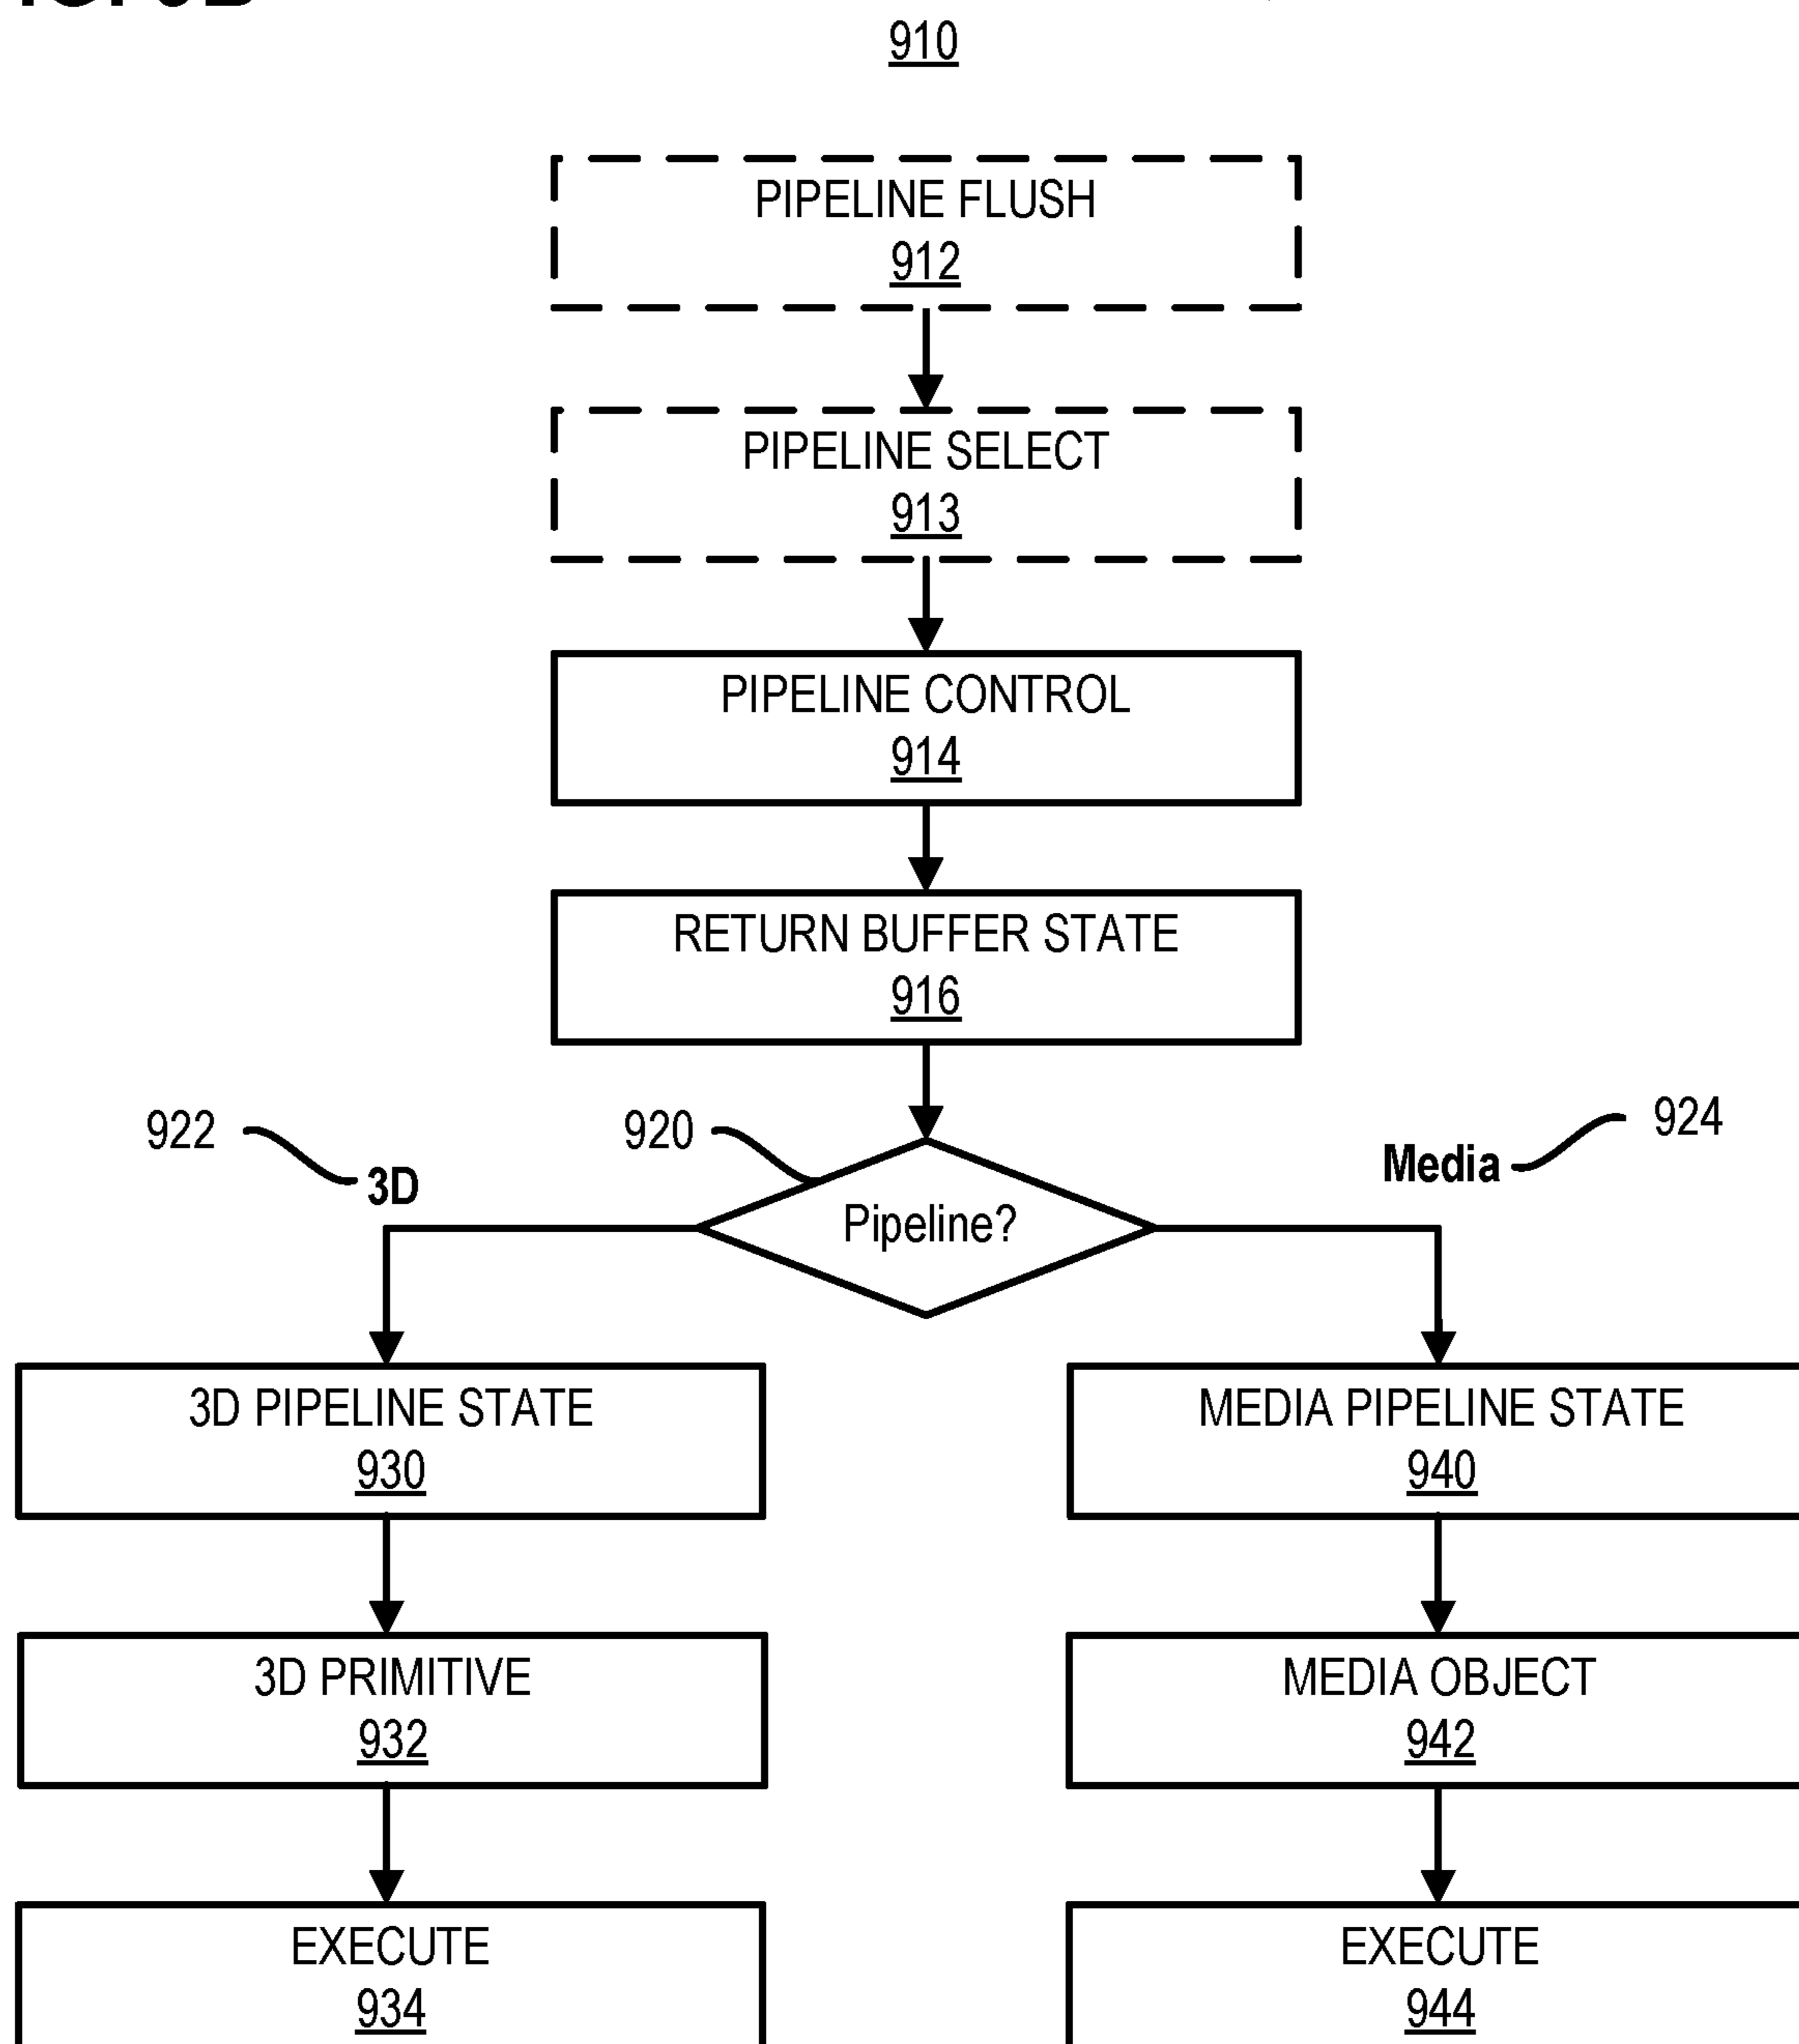 910
PIPELINE FLUSH
912
PIPELINE SELECT
913
PIPELINE CONTROL
914
RETURN BUFFER STATE
916
922
920
924
3D
Media
Pipeline?
3D PIPELINE STATE
930
MEDIA PIPELINE STATE
940
3D PRIMITIVE
932
MEDIA OBJECT
942
EXECUTE
934
EXECUTE
944